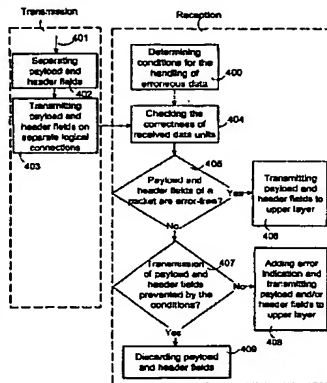 Transmission
Reception
401
Separating
payload and
header fields
402
Transmitting
payload and
header fields on
separate logical
connections
403
Determining
conditions for the
handling of
erroneous data
400
Checking the
correctness of
received data units
404
405
Payload and
header fields of a
packet are error-free?
Yes
Transmitting
payload and
header fields to
upper layer
406
No
407
Transmission
of payload and
header fields
prevented by the
conditions?
No
Adding error
indication and
transmitting
payload and/or
header fields to
upper layer
408
Yes
409
Discarding payload
and header fields